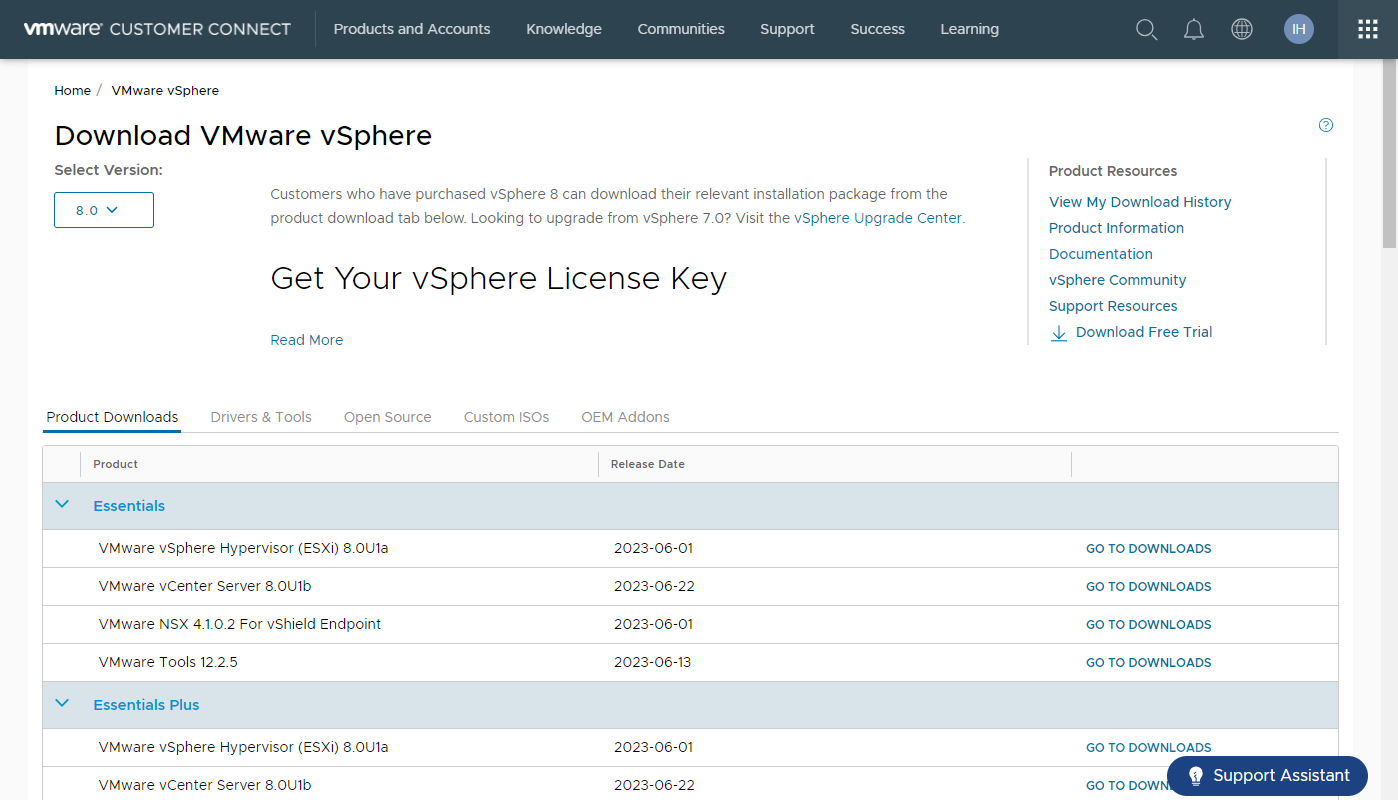 vmware® CUSTOMER CONNECT
Products and Accounts Knowledge Communities Support Success Learning
IH
Home / VMware vSphere
Download VMware vSphere
?
Select Version:
8.0
Customers who have purchased vSphere 8 can download their relevant installation package from the
product download tab below. Looking to upgrade from vSphere 7.0? Visit the vSphere Upgrade Center.
Get Your vSphere License Key
Read More
Product Resources
View My Download History
Product Information
Documentation
vSphere Community
Support Resources
Download Free Trial
Product Downloads Drivers & Tools Open Source Custom ISOs OEM Addons
Product Release Date
Essentials
VMware vSphere Hypervisor (ESXi) 8.0U1a 2023-06-01 GO TO DOWNLOADS
VMware vCenter Server 8.0U1b 2023-06-22 GO TO DOWNLOADS
VMware NSX 4.1.0.2 For vShield Endpoint 2023-06-01 GO TO DOWNLOADS
VMware Tools 12.2.5 2023-06-13 GO TO DOWNLOADS
Essentials Plus
VMware vSphere Hypervisor (ESXi) 8.0U1a 2023-06-01 GO TO DOWNLOADS
VMware vCenter Server 8.0U1b 2023-06-22 GO TO
Support Assistant